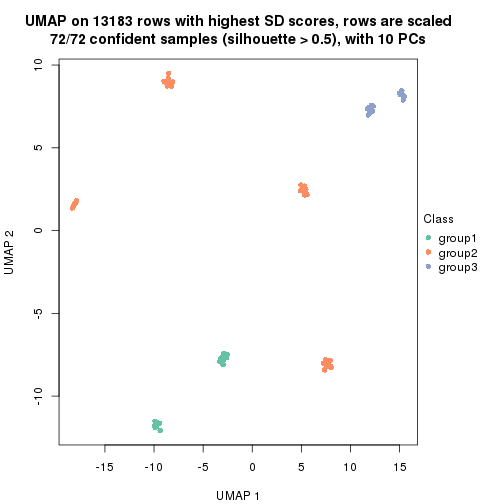 UMAP on 13183 rows with highest SD scores, rows are scaled
72/72 confident samples (silhouette > 0.5), with 10 PCs
10
5
0
-5
-10
UMAP 2
-15
-10
-5
0
5
10
15
UMAP 1
Class
group1
group2
group3